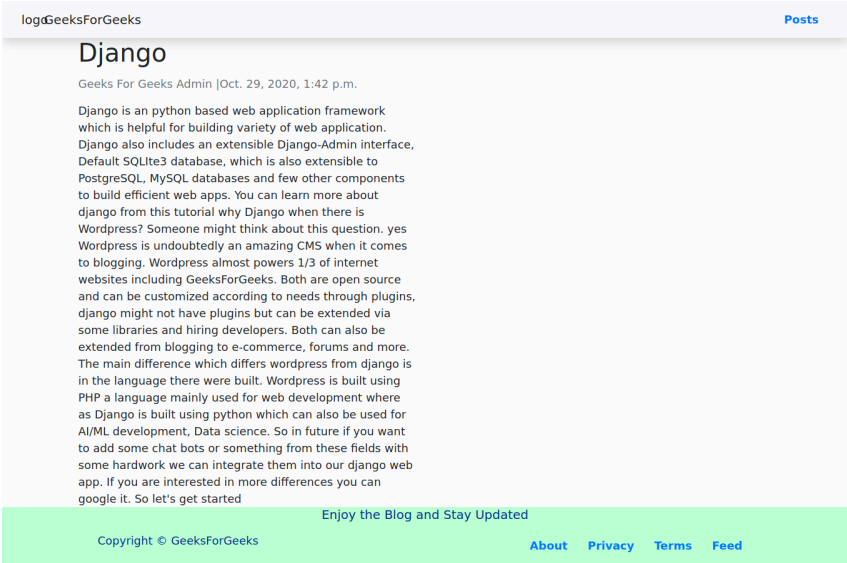 logoGeeksForGeeks Posts
Django
Geeks For Geeks Admin |Oct. 29, 2020, 1:42 p.m.
Django is an python based web application framework
which is helpful for building variety of web application.
Django also includes an extensible Django-Admin interface,
Default SQLIte3 database, which is also extensible to
PostgreSQL, MySQL databases and few other components
to build efficient web apps. You can learn more about
django from this tutorial why Django when there is
Wordpress? Someone might think about this question. yes
Wordpress is undoubtedly an amazing CMS when it comes
to blogging. Wordpress almost powers 1/3 of internet
websites including GeeksForGeeks. Both are open source
and can be customized according to needs through plugins,
django might not have plugins but can be extended via
some libraries and hiring developers. Both can also be
extended from blogging to e-commerce, forums and more.
The main difference which differs wordpress from django is
in the language there were built. Wordpress is built using
PHP a language mainly used for web development where
as Django is built using python which can also be used for
AI/ML development, Data science. So in future if you want
to add some chat bots or something from these fields with
some hardwork we can integrate them into our django web
app. If you are interested in more differences you can
google it. So let's get started
Enjoy the Blog and Stay Updated
Copyright © GeeksForGeeks
About Privacy Terms Feed